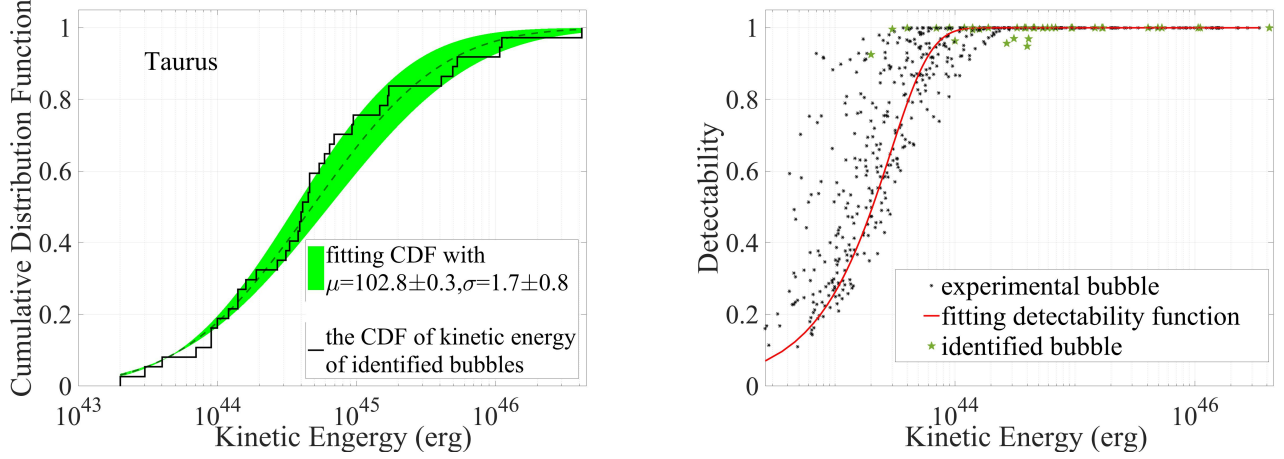 Cumulative Distribution Function
1
0.8
0.6
0.4
0.2
0
Taurus
fitting CDF with
μ=102.8±0.3,σ=1.7±0.8
the CDF of kinetic energy
of identified bubbles
10^43
10^44
10^45
10^46
Kinetic Engergy (erg)
Detectability
1
0.8
0.6
0.4
0.2
0
experimental bubble
fitting detectability function
identified bubble
10^44
10^46
Kinetic Energy (erg)